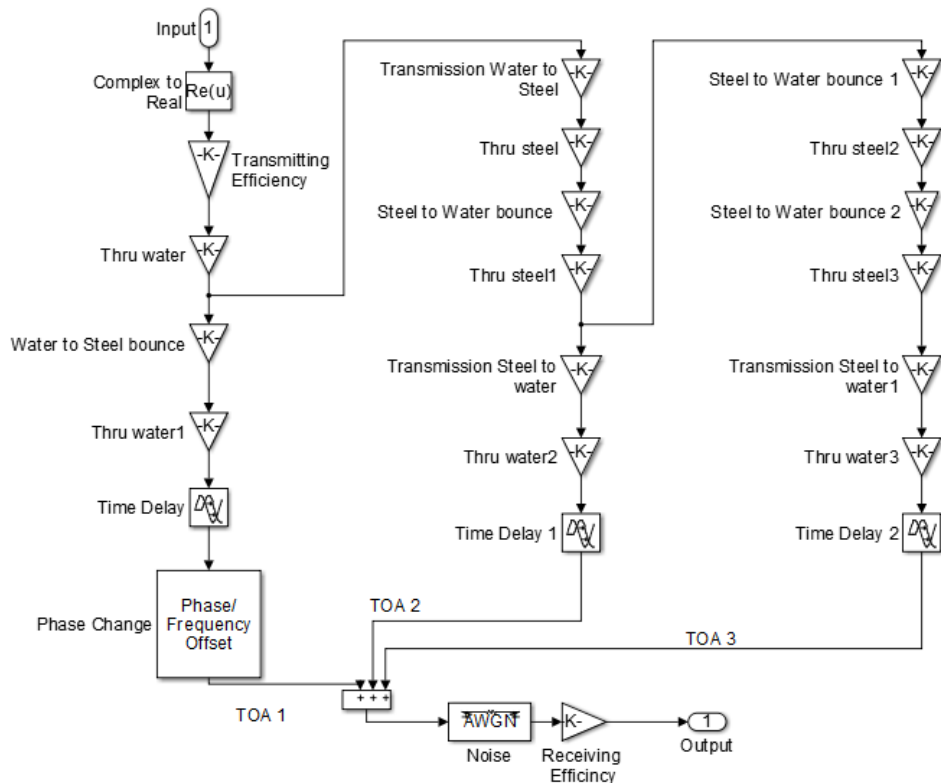 Input
1
Complex to
Real
Re(u)
-K-
Transmitting
Efficiency
Thru water
-K-
Water to Steel bounce
-K-
Thru water1
-K-
Time Delay
Phase Change
Phase/
Frequency
Offset
TOA 1
Transmission Water to
Steel
-K-
Thru steel
-K-
Steel to Water bounce
-K-
Thru steel1
-K-
Transmission Steel to
water
-K-
Thru water2
-K-
Time Delay 1
TOA 2
Steel to Water bounce 1
-K-
Thru steel2
-K-
Steel to Water bounce 2
-K-
Thru steel3
-K-
Transmission Steel to
water1
-K-
Thru water3
-K-
Time Delay 2
TOA 3
+ + +
AWGN
Noise
K-
Receiving
Efficincy
1
Output